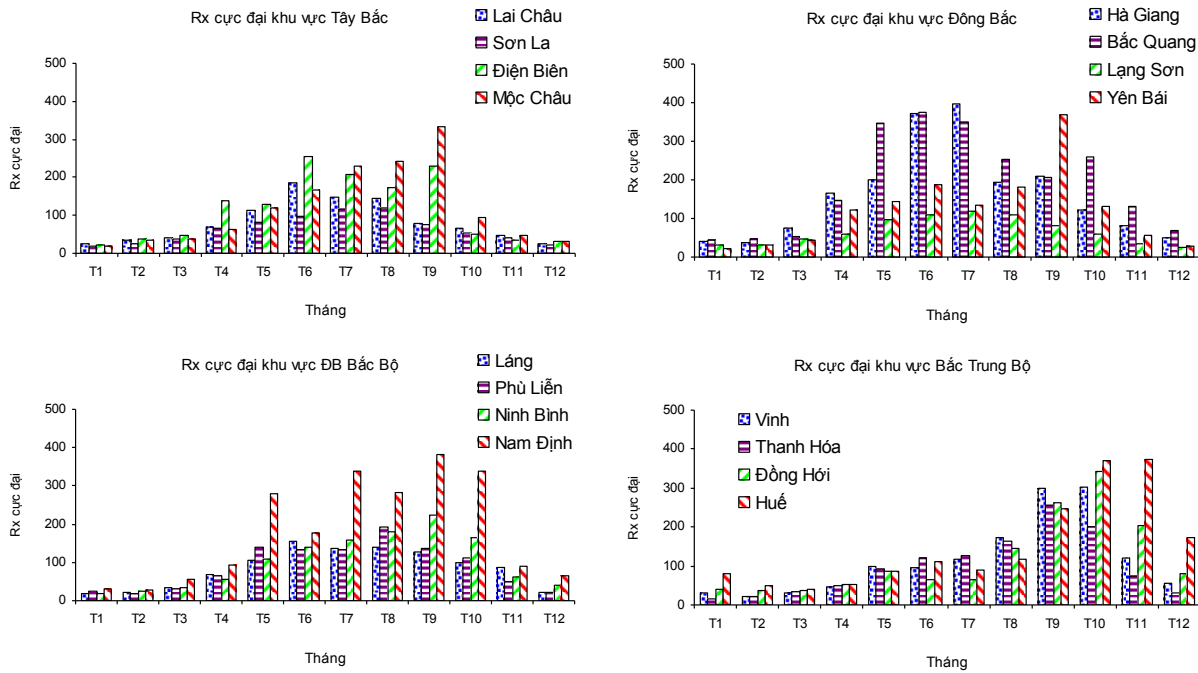 Rx cực đại khu vực Tây Bắc
Lai Châu
Sơn La
Điện Biên
Mộc Châu
Rx cực đại
500
400
300
200
100
0
T1 T2 T3 T4 T5 T6 T7 T8 T9 T10 T11 T12
Tháng
Rx cực đại khu vực Đông Bắc
Hà Giang
Bắc Quang
Lạng Sơn
Yên Bái
Rx cực đại
500
400
300
200
100
0
T1 T2 T3 T4 T5 T6 T7 T8 T9 T10 T11 T12
Tháng
Rx cực đại khu vực ĐB Bắc Bộ
Láng
Phù Liễn
Ninh Bình
Nam Định
Rx cực đại
500
400
300
200
100
0
T1 T2 T3 T4 T5 T6 T7 T8 T9 T10 T11 T12
Tháng
Rx cực đại khu vực Bắc Trung Bộ
Vinh
Thanh Hóa
Đồng Hới
Huế
Rx cực đại
500
400
300
200
100
0
T1 T2 T3 T4 T5 T6 T7 T8 T9 T10 T11 T12
Tháng